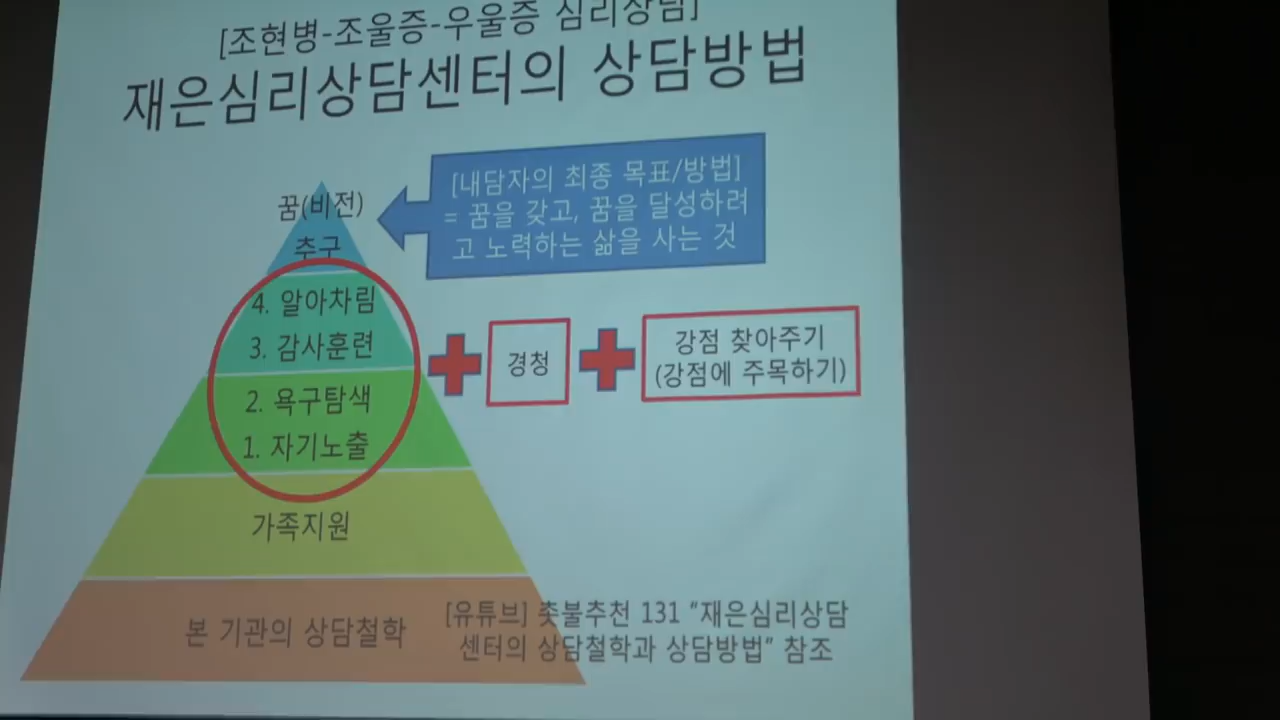 [조현병-조울증-우울증 심리상담]
재은심리상담센터의 상담방법
꿈(비전)
추구
[내담자의 최종 목표/방법]
= 꿈을 갖고, 꿈을 달성하려
고 노력하는 삶을 사는 것
4. 알아차림
3. 감사훈련
2. 욕구탐색
1. 자기노출
경청
강점 찾아주기
(강점에 주목하기)
가족지원
본 기관의 상담철학
[유튜브] 촛불추천 131 "재은심리상담
센터의 상담철학과 상담방법" 참조